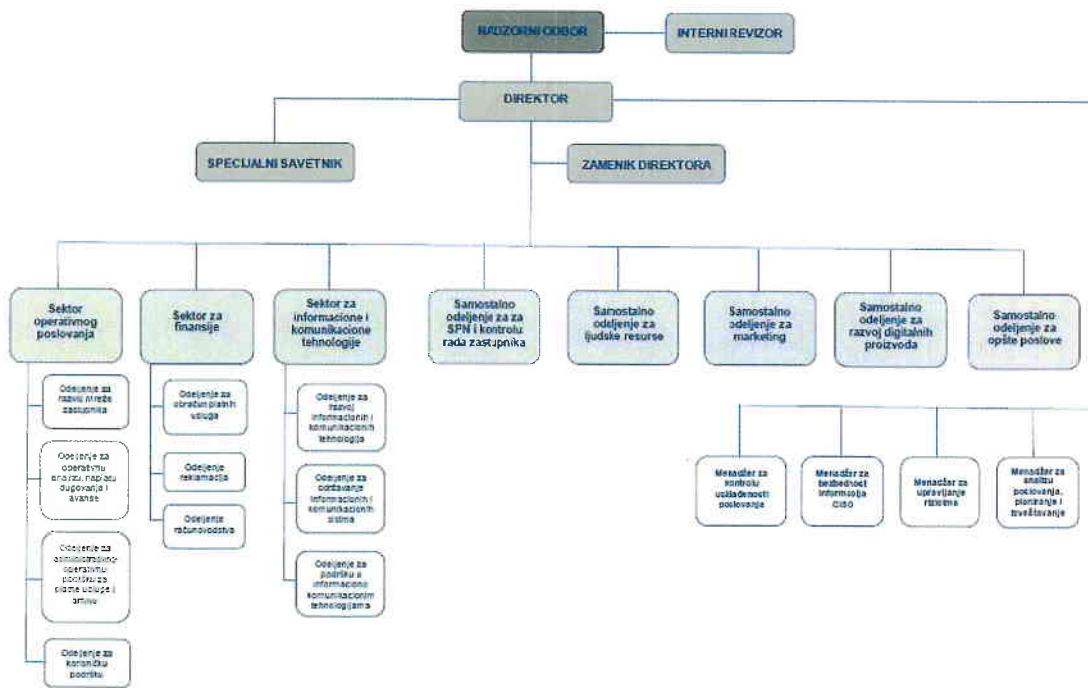 NADZORNI ODBOR
INTERNI REVIZOR
DIREKTOR
SPECIJALNI SAVETNIK
ZAMENIK DIREKTORA
Sektor
operativnog
poslovanja
Sektor za
finansije
Sektor za
informacione i
komunikacione
tehnologije
Samostalno
odeljenje za za
SPN i kontrolu
rada zastupnika
Samostalno
odeljenje za
ljudske resurse
Samostalno
odeljenje za
marketing
Samostalno
odeljenje za
razvoj digitalnih
proizvoda
Samostalno
odeljenje za
opšte poslove
Odeljenje za
razvoj mreže
zastupnika
Odeljenje za
operativnu
analizu, naplatu
dugovanja i
avanse
Odeljenje za
administrativno
operativnu
podršku za
platne usluge i
arhivu
Odeljenje za
korisničku
podršku
Odeljenje za
obračun platnih
usluga
Odeljenje
reklamacija
Odeljenje
računovodstva
Odeljenje za
razvoj
informacionih i
komunikacionih
tehnologija
Odeljenje za
održavanje
informacionih i
komunikacionih
sistma
Odeljenje za
podršku o
informaciono
komunikacionim
tehnologijama
Menadžer za
kontrolu
usklađenosti
poslovanja
Menadžer za
bezbednost
informacija
CISO
Menadžer za
upravljanje
rizicima
Menadžer za
analizu
poslovanja,
planiranje i
izveštavanje